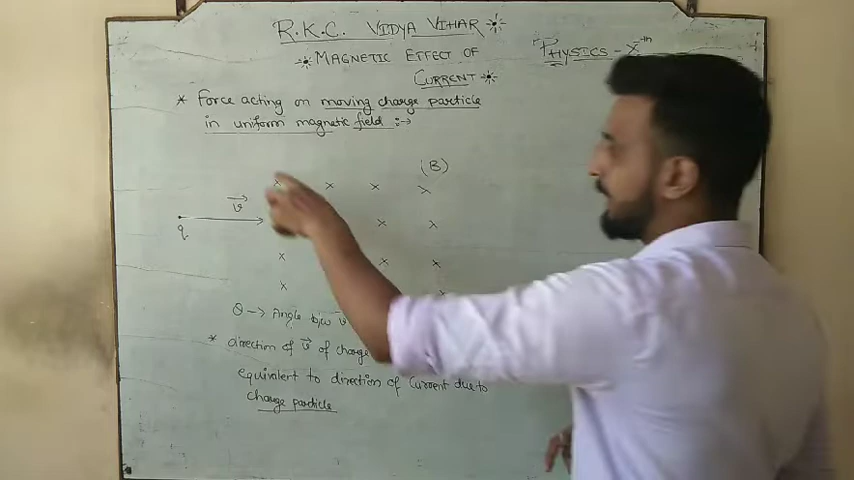 R.K.C. VIDYA VIHAR
MAGNETIC EFFECT OF
CURRENT
PHYSICS - X th
* Force acting on moving charge particle
in uniform magnetic field :→
(B)
v
q
θ → Angle b/w v
* direction of v of charge
equivalent to direction of Current due to
charge particle